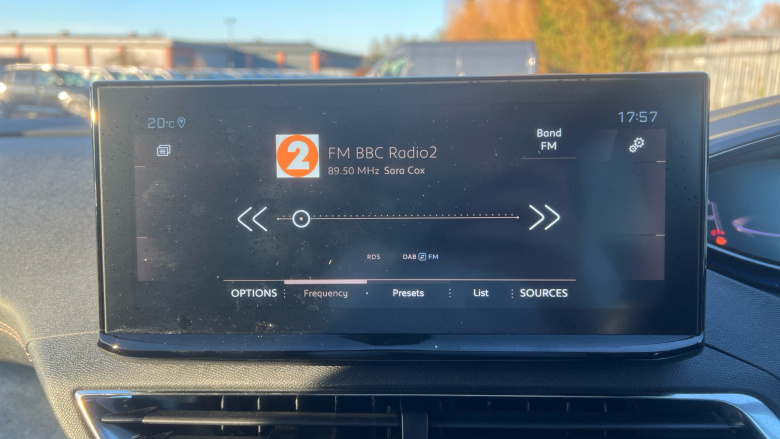 20°C
17:57
2
FM BBC Radio2
89.50 MHz Sara Cox
Band
FM
RDS DAB FM
OPTIONS Frequency Presets List SOURCES